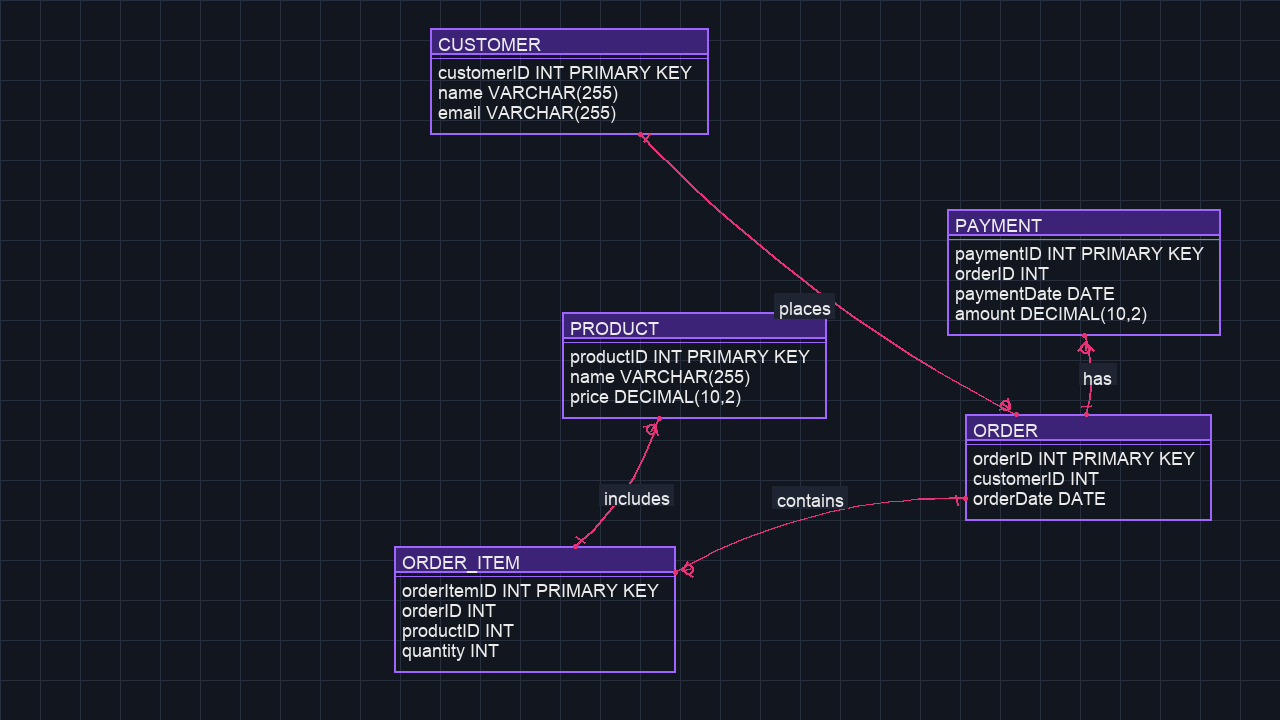 CUSTOMER
customerID INT PRIMARY KEY
name VARCHAR(255)
email VARCHAR(255)
PAYMENT
paymentID INT PRIMARY KEY
orderID INT
paymentDate DATE
amount DECIMAL(10,2)
places
PRODUCT
productID INT PRIMARY KEY
name VARCHAR(255)
price DECIMAL(10,2)
has
ORDER
orderID INT PRIMARY KEY
customerID INT
orderDate DATE
includes
contains
ORDER_ITEM
orderItemID INT PRIMARY KEY
orderID INT
productID INT
quantity INT